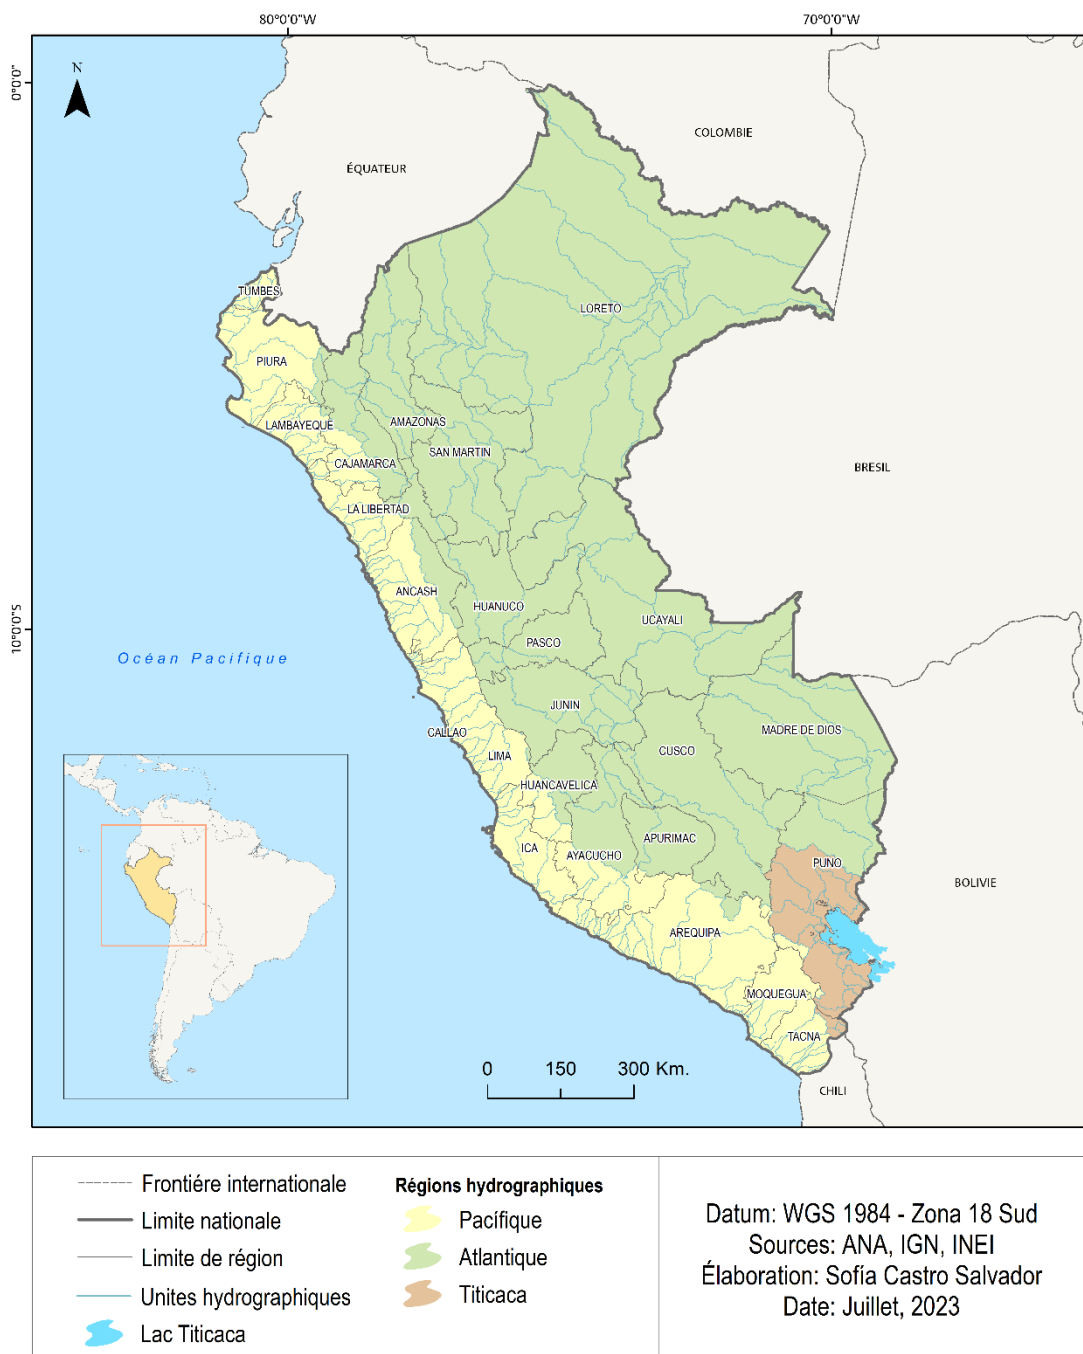 80°0'0"W
70°0'0"W
0°0'0"
N
COLOMBIE
ÉQUATEUR
TUMBES
LORETO
PIURA
LAMBAYEQUE
AMAZONAS
SAN MARTIN
CAJAMARCA
BRESIL
LA LIBERTAD
ANCASH
HUANUCO
UCAYALI
10°0'0"S
PASCO
Océan Pacifique
JUNIN
MADRE DE DIOS
CALLAO
CUSCO
LIMA
HUANCAVELICA
APURIMAC
ICA
AYACUCHO
PUNO
BOLIVIE
AREQUIPA
MOQUEGUA
TACNA
0 150 300 Km.
CHILI
Frontiére internationale
Limite nationale
Limite de région
Unites hydrographiques
Lac Titicaca
Régions hydrographiques
Pacífique
Atlantique
Titicaca
Datum: WGS 1984 - Zona 18 Sud
Sources: ANA, IGN, INEI
Élaboration: Sofía Castro Salvador
Date: Juillet, 2023